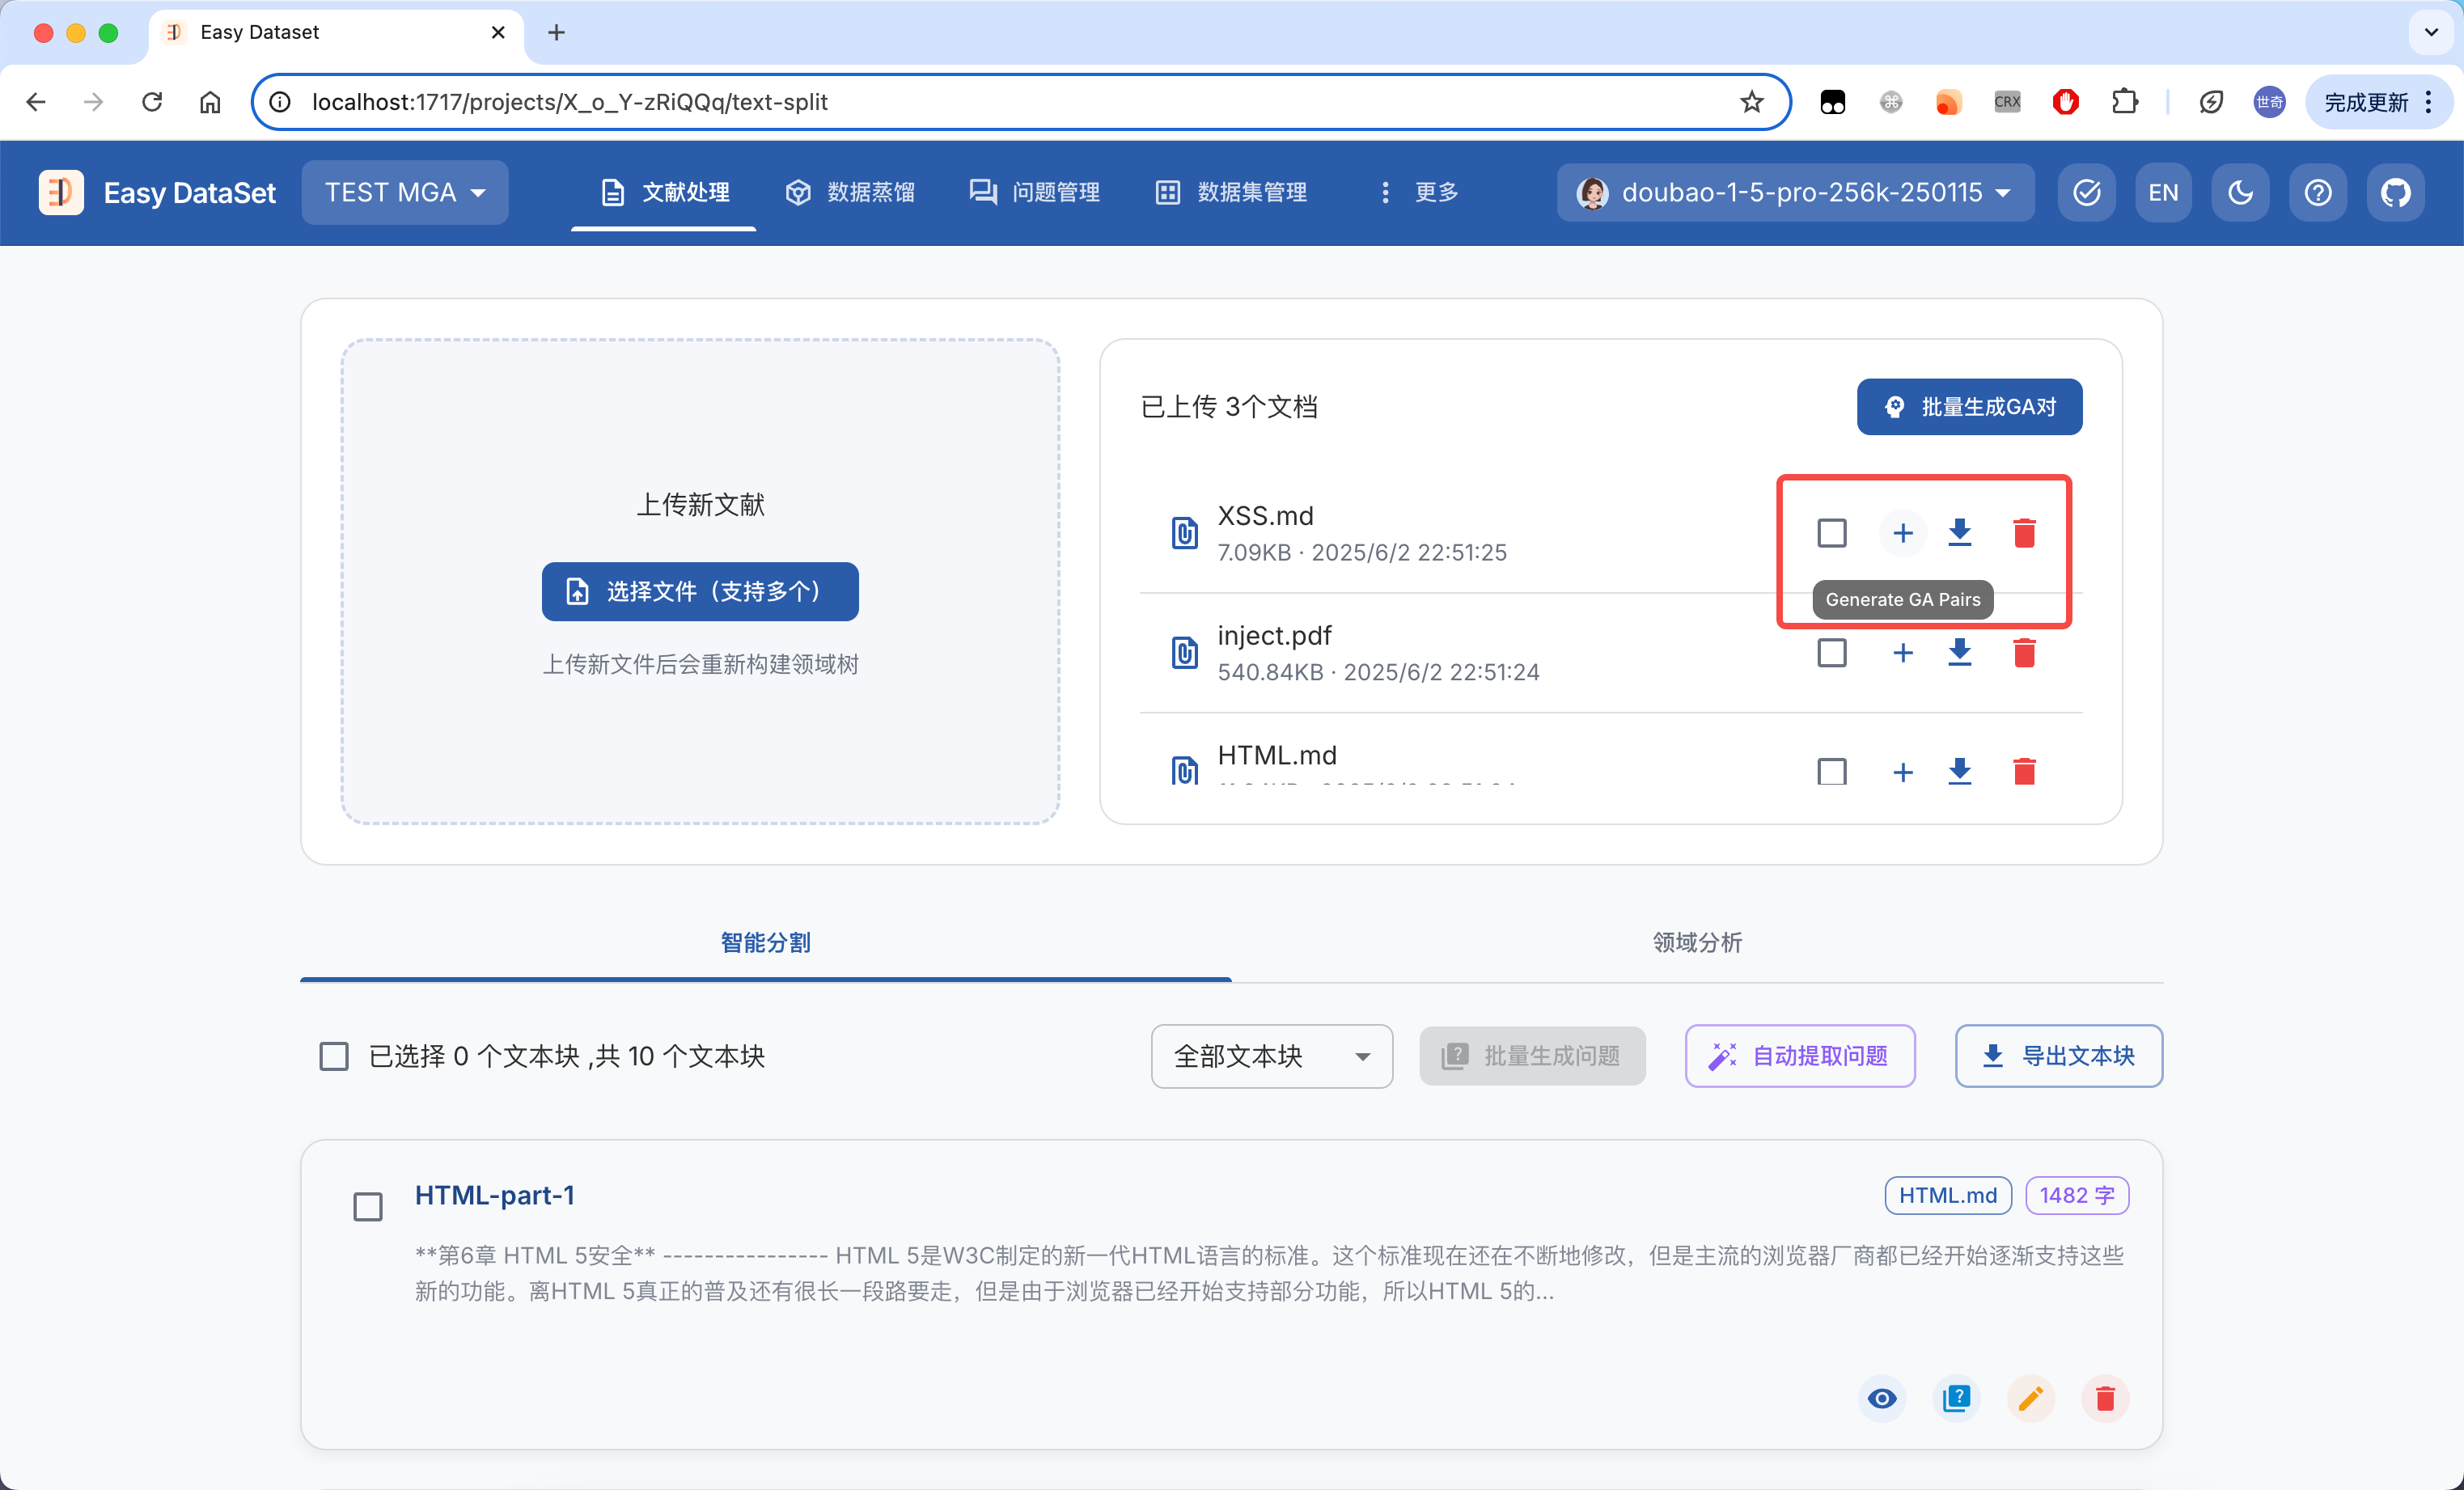 Easy Dataset
localhost:1717/projects/X_o_Y-zRiQQq/text-split
CRX
世奇
完成更新
Easy DataSet
TEST MGA
文献处理
数据蒸馏
问题管理
数据集管理
更多
doubao-1-5-pro-256k-250115
EN
上传新文献
选择文件（支持多个）
上传新文件后会重新构建领域树
已上传 3个文档
批量生成GA对
XSS.md
7.09KB · 2025/6/2 22:51:25
Generate GA Pairs
inject.pdf
540.84KB · 2025/6/2 22:51:24
HTML.md
智能分割
领域分析
已选择 0 个文本块 ,共 10 个文本块
全部文本块
批量生成问题
自动提取问题
导出文本块
HTML-part-1
HTML.md
1482 字
**第6章 HTML 5安全** ---------------- HTML 5是W3C制定的新一代HTML语言的标准。这个标准现在还在不断地修改，但是主流的浏览器厂商都已经开始逐渐支持这些
新的功能。离HTML 5真正的普及还有很长一段路要走，但是由于浏览器已经开始支持部分功能，所以HTML 5的...